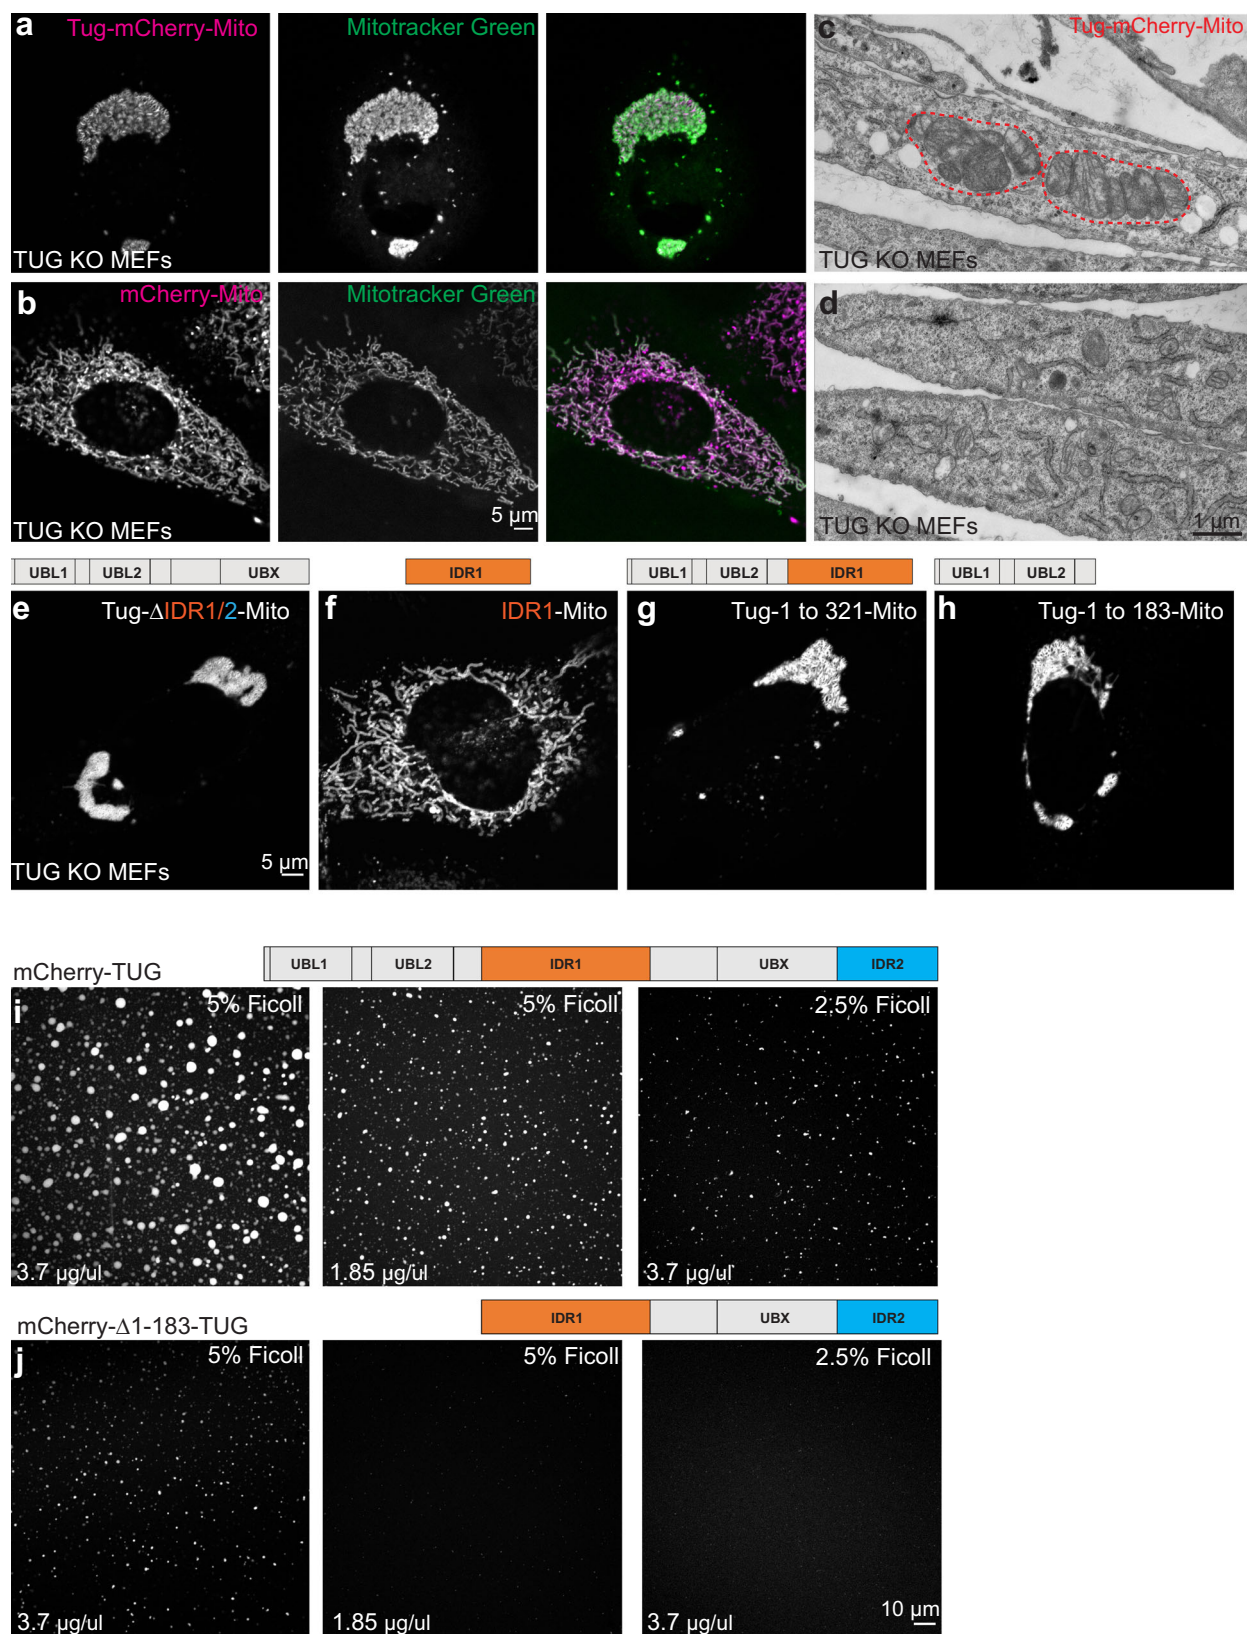 a Tug-mCherry-Mito Mitotracker Green c Tug-mCherry-Mito
TUG KO MEFs TUG KO MEFs
b mCherry-Mito Mitotracker Green d
5 µm
TUG KO MEFs TUG KO MEFs 1 µm
UBL1 UBL2 UBX IDR1 UBL1 UBL2 IDR1 UBL1 UBL2
e Tug-ΔIDR1/2-Mito f IDR1-Mito g Tug-1 to 321-Mito h Tug-1 to 183-Mito
5 µm
TUG KO MEFs
mCherry-TUG UBL1 UBL2 IDR1 UBX IDR2
i 5% Ficoll 5% Ficoll 2.5% Ficoll
3.7 µg/ul 1.85 µg/ul 3.7 µg/ul
mCherry-Δ1-183-TUG IDR1 UBX IDR2
j 5% Ficoll 5% Ficoll 2.5% Ficoll
10 µm
3.7 µg/ul 1.85 µg/ul 3.7 µg/ul